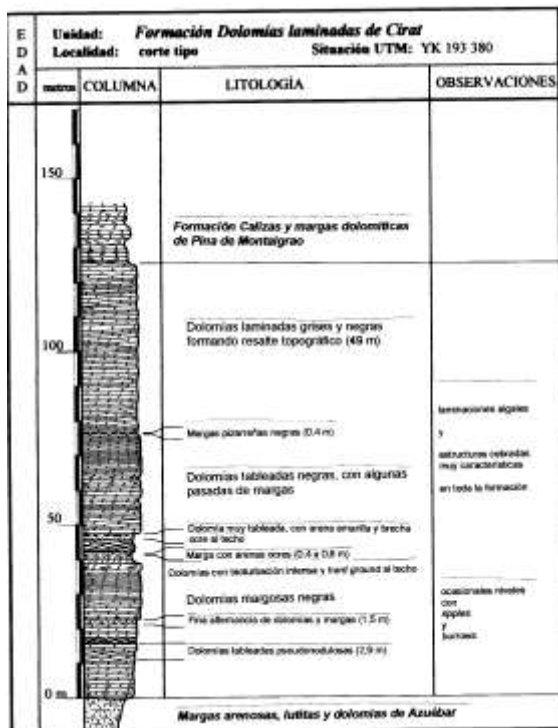 EDAD
Unidad: Formación Dolomías laminadas de Cirat
Localidad: corte tipo Situación UTM: YK 193 380
metros COLUMNA LITOLOGÍA OBSERVACIONES
150
Formación Calizas y margas dolomíticas
de Pina de Montalgrao
Dolomías laminadas grises y negras
formando resalte topográfico (49 m)
100
laminaciones algales
y
estructuras cebradas
muy características
en toda la formación
Margas pizarreñas negras (0.4 m)
Dolomías tableadas negras, con algunas
pasadas de margas
50
Dolomía muy tableada, con arena amarilla y brecha
ocre al techo
Marga con arenas ocres (0.4 a 0,8 m)
Dolomías con bioturbación intensa y hard ground al techo
Dolomías margosas negras
ocasionales niveles
con
ripples
y
burrows
Fina alternancia de dolomías y margas (1,5 m)
Dolomías tableadas pseudonodulosas (2,9 m)
0 m
Margas arenosas, lutitas y dolomías de Azuébar